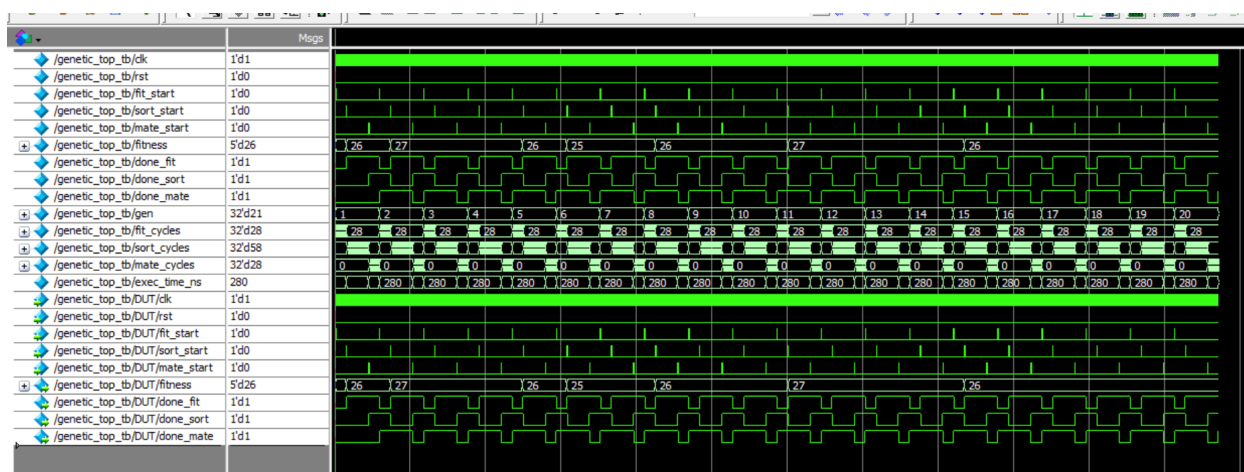 Msgs
/genetic_top_tb/clk 1'd1
/genetic_top_tb/rst 1'd0
/genetic_top_tb/fit_start 1'd0
/genetic_top_tb/sort_start 1'd0
/genetic_top_tb/mate_start 1'd0
/genetic_top_tb/fitness 5'd26 26 27 26 25 26 27 26
/genetic_top_tb/done_fit 1'd1
/genetic_top_tb/done_sort 1'd1
/genetic_top_tb/done_mate 1'd1
/genetic_top_tb/gen 32'd21 1 2 3 4 5 6 7 8 9 10 11 12 13 14 15 16 17 18 19 20
/genetic_top_tb/fit_cycles 32'd28 28 28 28 28 28 28 28 28 28 28 28 28 28 28 28 28 28 28 28 28
/genetic_top_tb/sort_cycles 32'd58
/genetic_top_tb/mate_cycles 32'd28 0 0 0 0 0 0 0 0 0 0 0 0 0 0 0 0 0 0 0 0
/genetic_top_tb/exec_time_ns 280 280 280 280 280 280 280 280 280 280 280 280 280 280 280 280 280 280 280 280
/genetic_top_tb/DUT/clk 1'd1
/genetic_top_tb/DUT/rst 1'd0
/genetic_top_tb/DUT/fit_start 1'd0
/genetic_top_tb/DUT/sort_start 1'd0
/genetic_top_tb/DUT/mate_start 1'd0
/genetic_top_tb/DUT/fitness 5'd26 26 27 26 25 26 27 26
/genetic_top_tb/DUT/done_fit 1'd1
/genetic_top_tb/DUT/done_sort 1'd1
/genetic_top_tb/DUT/done_mate 1'd1